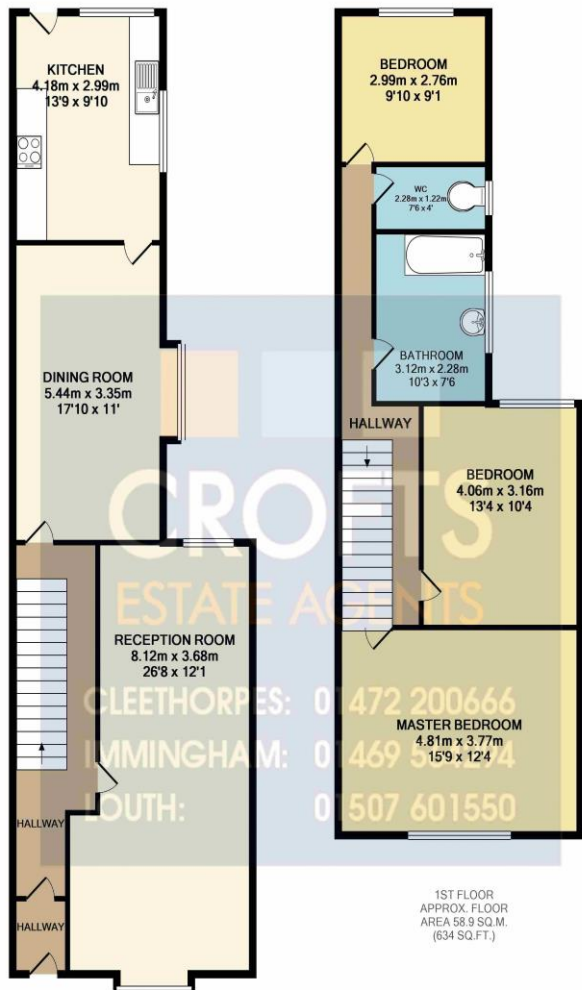 KITCHEN
4.18m x 2.99m
13'9 x 9'10
DINING ROOM
5.44m x 3.35m
17'10 x 11'
RECEPTION ROOM
8.12m x 3.68m
26'8 x 12'1
HALLWAY
HALLWAY
BEDROOM
2.99m x 2.76m
9'10 x 9'1
WC
2.28m x 1.22m
7'6 x 4'
BATHROOM
3.12m x 2.28m
10'3 x 7'6
HALLWAY
BEDROOM
4.06m x 3.16m
13'4 x 10'4
MASTER BEDROOM
4.81m x 3.77m
15'9 x 12'4
1ST FLOOR
APPROX. FLOOR
AREA 58.9 SQ.M.
(634 SQ.FT.)
CROFTS
ESTATE AGENTS
CLEETHORPES: 01472 200666
IMMINGHAM: 01469
LOUTH: 01507 601550